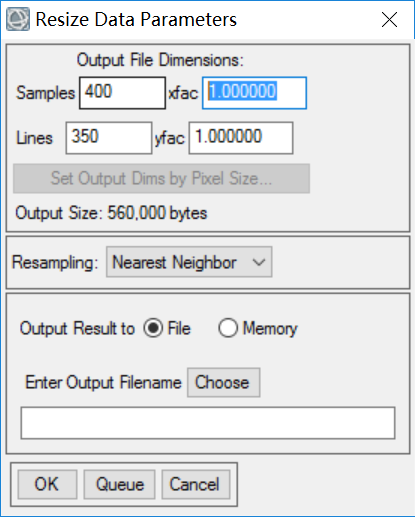 Resize Data Parameters
Output File Dimensions:
Samples 400 xfac 1.000000
Lines 350 yfac 1.000000
Set Output Dims by Pixel Size...
Output Size: 560,000 bytes
Resampling: Nearest Neighbor
Output Result to File Memory
Enter Output Filename Choose
OK Queue Cancel